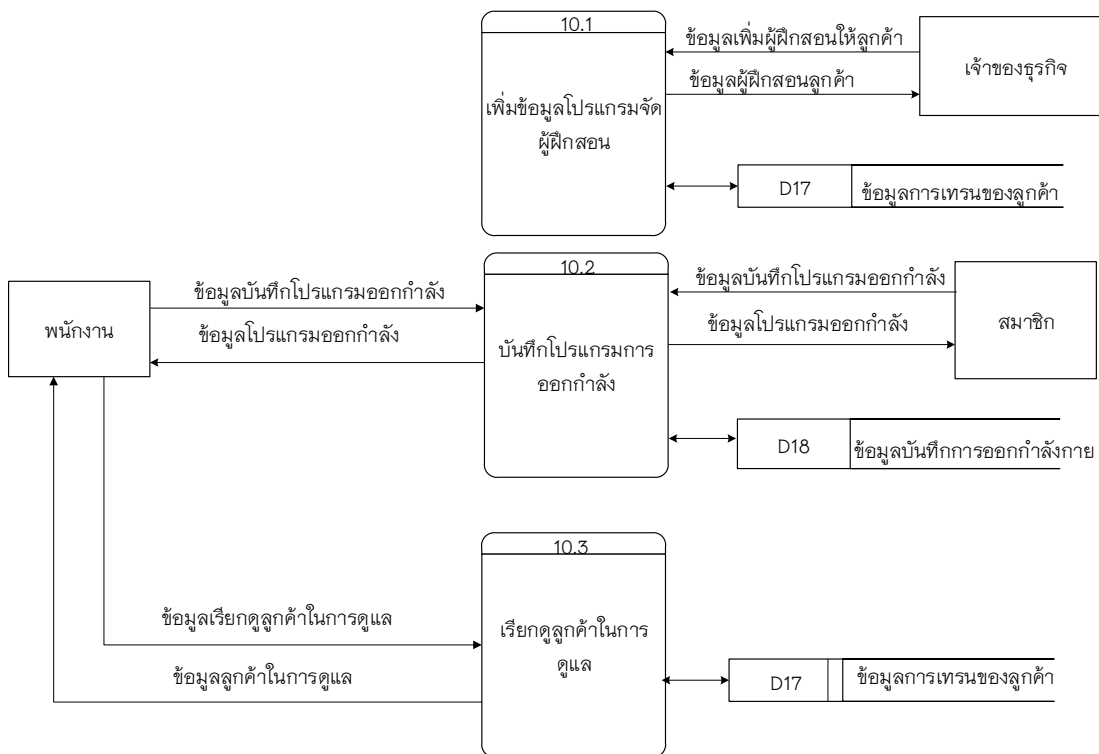 10.1
ข้อมูลเพิ่มผู้ฝึกสอนให้ลูกค้า
เจ้าของธุรกิจ
ข้อมูลผู้ฝึกสอนลูกค้า
เพิ่มข้อมูลโปรแกรมจัด
ผู้ฝึกสอน
D17
ข้อมูลการเทรนของลูกค้า
10.2
ข้อมูลบันทึกโปรแกรมออกกำลัง
ข้อมูลบันทึกโปรแกรมออกกำลัง
พนักงาน
ข้อมูลโปรแกรมออกกำลัง
ข้อมูลโปรแกรมออกกำลัง
สมาชิก
บันทึกโปรแกรมการ
ออกกำลัง
D18
ข้อมูลบันทึกการออกกำลังกาย
10.3
ข้อมูลเรียกดูลูกค้าในการดูแล
เรียกดูลูกค้าในการ
ดูแล
ข้อมูลลูกค้าในการดูแล
D17
ข้อมูลการเทรนของลูกค้า